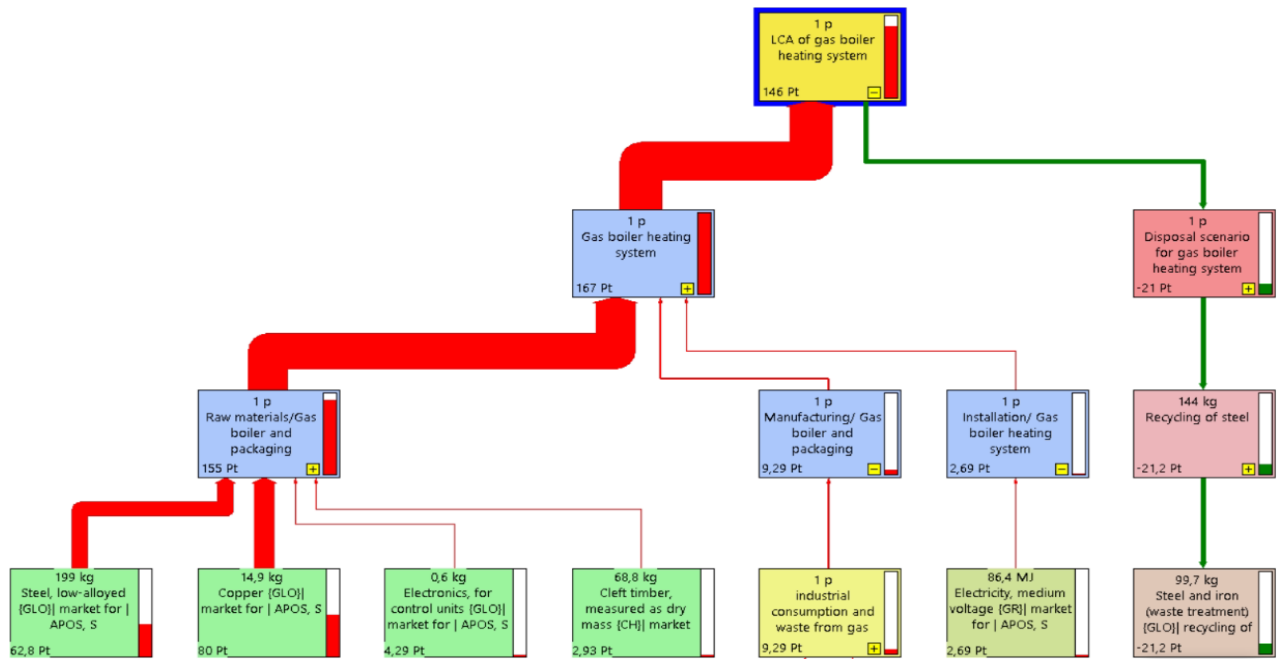 1 p
LCA of gas boiler
heating system
146 Pt
1 p
Gas boiler heating
system
167 Pt
1 p
Disposal scenario
for gas boiler
heating system
-21 Pt
1 p
Raw materials/Gas
boiler and
packaging
155 Pt
1 p
Manufacturing/ Gas
boiler and
packaging
9,29 Pt
1 p
Installation/ Gas
boiler heating
system
2,69 Pt
144 kg
Recycling of steel
-21,2 Pt
199 kg
Steel, low-alloyed
{GLO}| market for |
APOS, S
62,8 Pt
14,9 kg
Copper {GLO}|
market for | APOS, S
80 Pt
0,6 kg
Electronics, for
control units {GLO}|
market for | APOS, S
4,29 Pt
68,8 kg
Cleft timber,
measured as dry
mass {CH}| market
2,93 Pt
1 p
industrial
consumption and
waste from gas
9,29 Pt
86,4 MJ
Electricity, medium
voltage {GR}| market
for | APOS, S
2,69 Pt
99,7 kg
Steel and iron
(waste treatment)
{GLO}| recycling of
-21,2 Pt